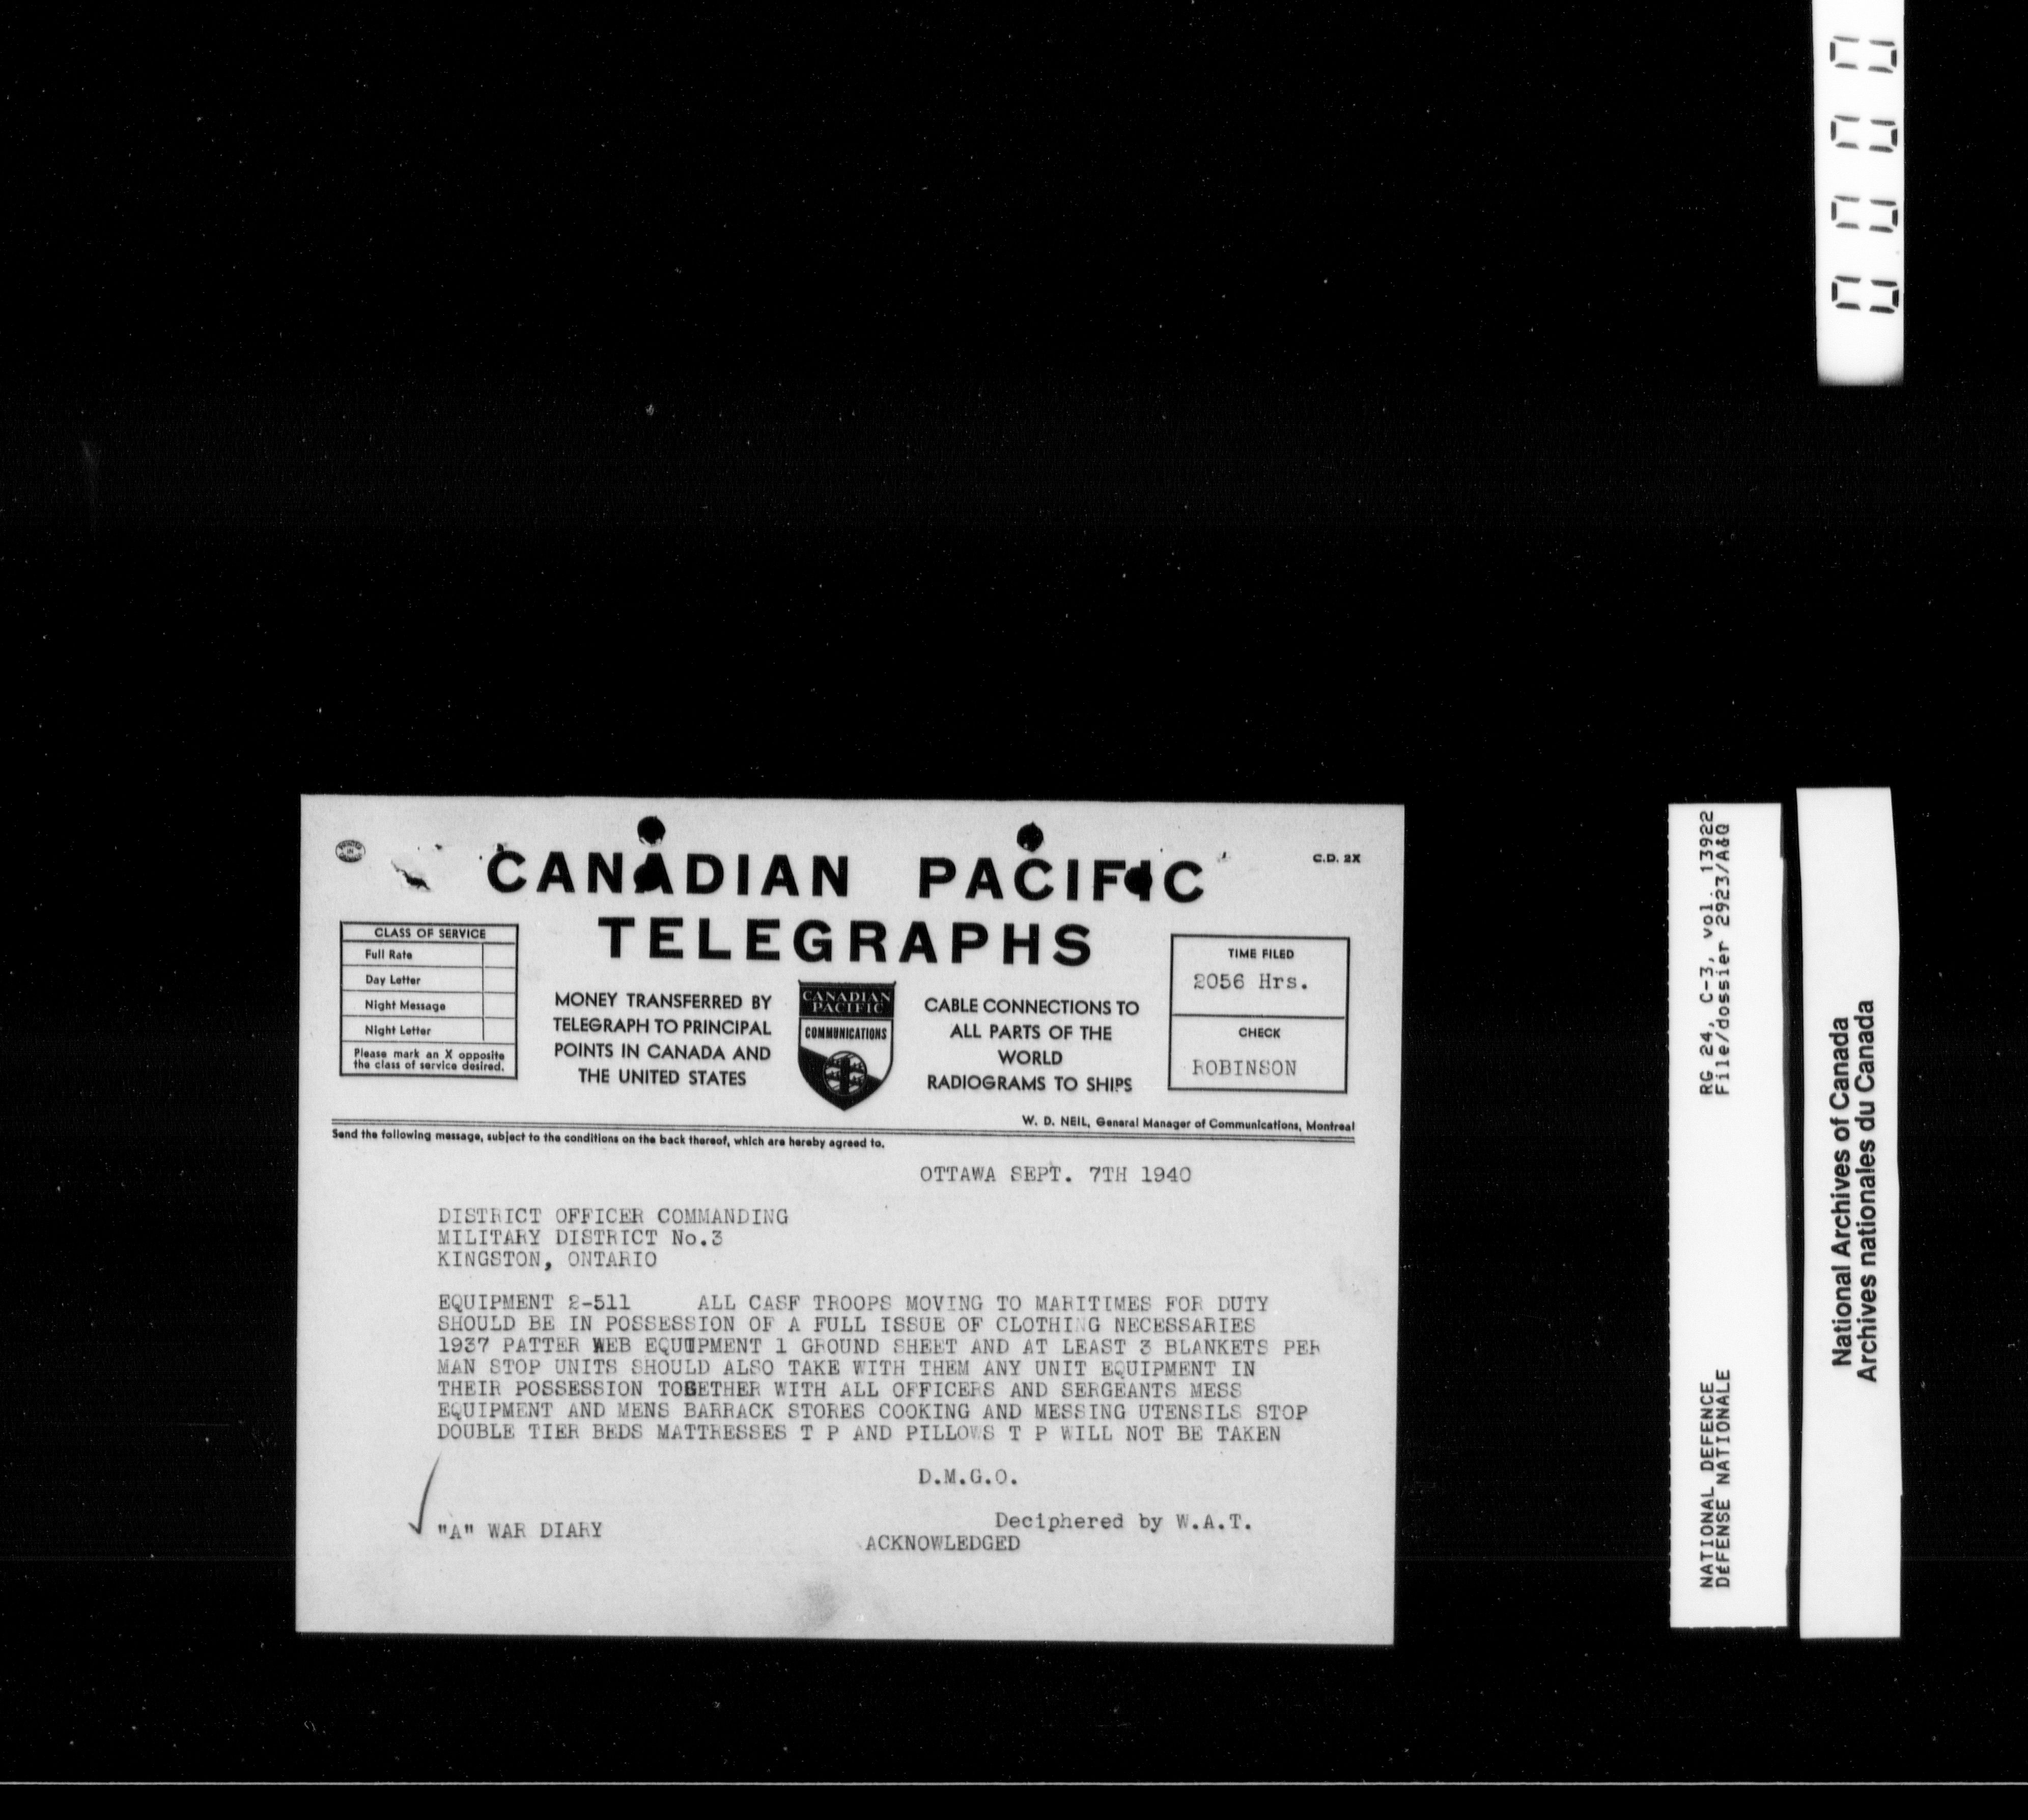 CANADIAN PACIFIC
TELEGRAPHS
C.D. 2X
CLASS OF SERVICE
Full Rate
Day Letter
Night Message
Night Letter
Please mark an X opposite
the class of service desired.
MONEY TRANSFERRED BY
TELEGRAPH TO PRINCIPAL
POINTS IN CANADA AND
THE UNITED STATES
CANADIAN
PACIFIC
COMMUNICATIONS
CABLE CONNECTIONS TO
ALL PARTS OF THE
WORLD
RADIOGRAMS TO SHIPS
TIME FILED
2056 Hrs.
CHECK
ROBINSON
W. D. NEIL, General Manager of Communications, Montreal
Send the following message, subject to the conditions on the back thereof, which are hereby agreed to.
OTTAWA SEPT. 7TH 1940
DISTRICT OFFICER COMMANDING
MILITARY DISTRICT No.3
KINGSTON, ONTARIO
EQUIPMENT 2-511 ALL CASF TROOPS MOVING TO MARITIMES FOR DUTY
SHOULD BE IN POSSESSION OF A FULL ISSUE OF CLOTHING NECESSARIES
1937 PATTER WEB EQUIPMENT 1 GROUND SHEET AND AT LEAST 3 BLANKETS PER
MAN STOP UNITS SHOULD ALSO TAKE WITH THEM ANY UNIT EQUIPMENT IN
THEIR POSSESSION TOGETHER WITH ALL OFFICERS AND SERGEANTS MESS
EQUIPMENT AND MENS BARRACK STORES COOKING AND MESSING UTENSILS STOP
DOUBLE TIER BEDS MATTRESSES T P AND PILLOWS T P WILL NOT BE TAKEN
D.M.G.O.
Deciphered by W.A.T.
"A" WAR DIARY
ACKNOWLEDGED
NATIONAL DEFENCE RG 24, C-3, vol. 13922
DéFENSE NATIONALE File/dossier 2923/A&Q
National Archives of Canada
Archives nationales du Canada
0000